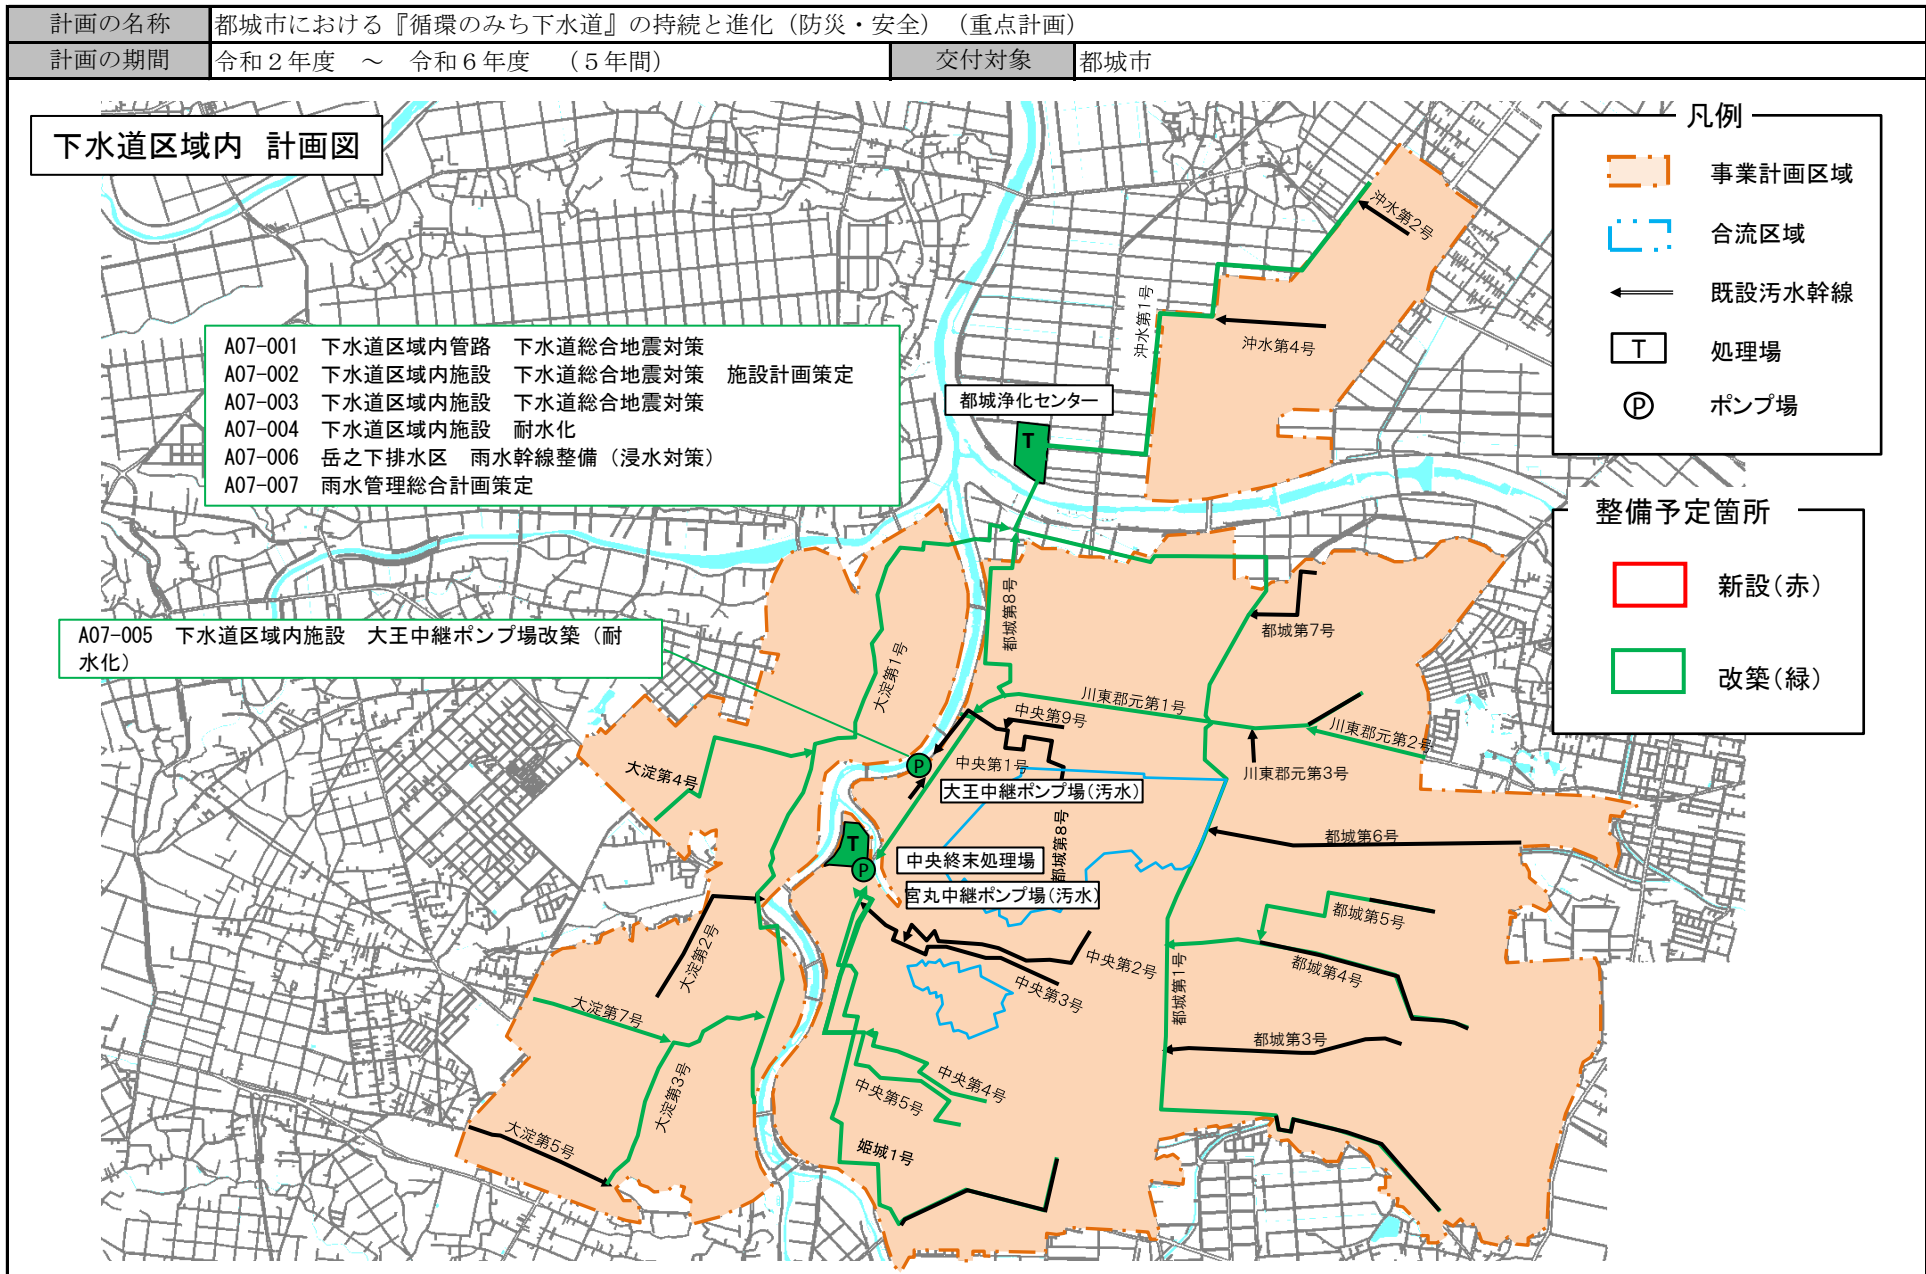 計画の名称 都城市における『循環のみち下水道』の持続と進化（防災・安全）（重点計画）
計画の期間 令和２年度　～　令和６年度　（５年間） 交付対象 都城市
下水道区域内　計画図
凡例
事業計画区域
合流区域
既設汚水幹線
T 処理場
P ポンプ場
整備予定箇所
新設(赤)
改築(緑)
A07-001　下水道区域内管路　下水道総合地震対策
A07-002　下水道区域内施設　下水道総合地震対策　施設計画策定
A07-003　下水道区域内施設　下水道総合地震対策
A07-004　下水道区域内施設　耐水化
A07-006　岳之下排水区　雨水幹線整備（浸水対策）
A07-007　雨水管理総合計画策定
A07-005　下水道区域内施設　大王中継ポンプ場改築（耐
水化）
沖水第2号
沖水第1号
沖水第4号
都城浄化センター
T
都城第8号
都城第7号
大淀第1号
川東郡元第1号
中央第9号
川東郡元第2号
中央第1号
川東郡元第3号
大淀第4号
P
大王中継ポンプ場(汚水)
都城第8号
都城第6号
T
中央終末処理場
P
宮丸中継ポンプ場(汚水)
都城第5号
大淀第2号
中央第2号
都城第4号
中央第3号
都城第1号
大淀第7号
都城第3号
大淀第3号
中央第4号
中央第5号
大淀第5号
姫城1号